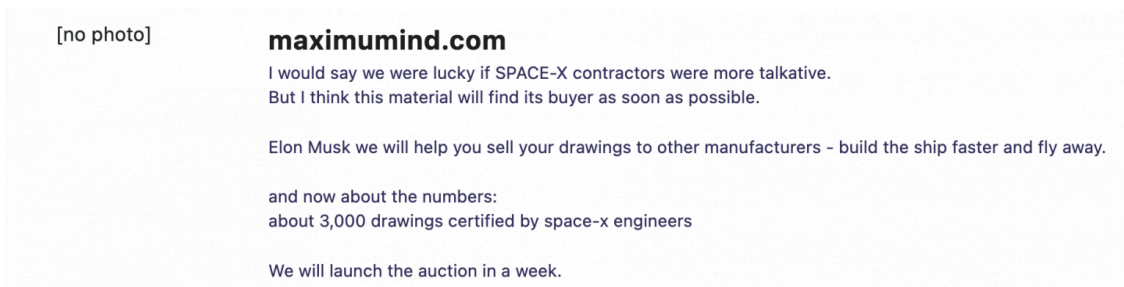 [no photo]
maximumind.com
I would say we were lucky if SPACE-X contractors were more talkative.
But I think this material will find its buyer as soon as possible.
Elon Musk we will help you sell your drawings to other manufacturers - build the ship faster and fly away.
and now about the numbers:
about 3,000 drawings certified by space-x engineers
We will launch the auction in a week.